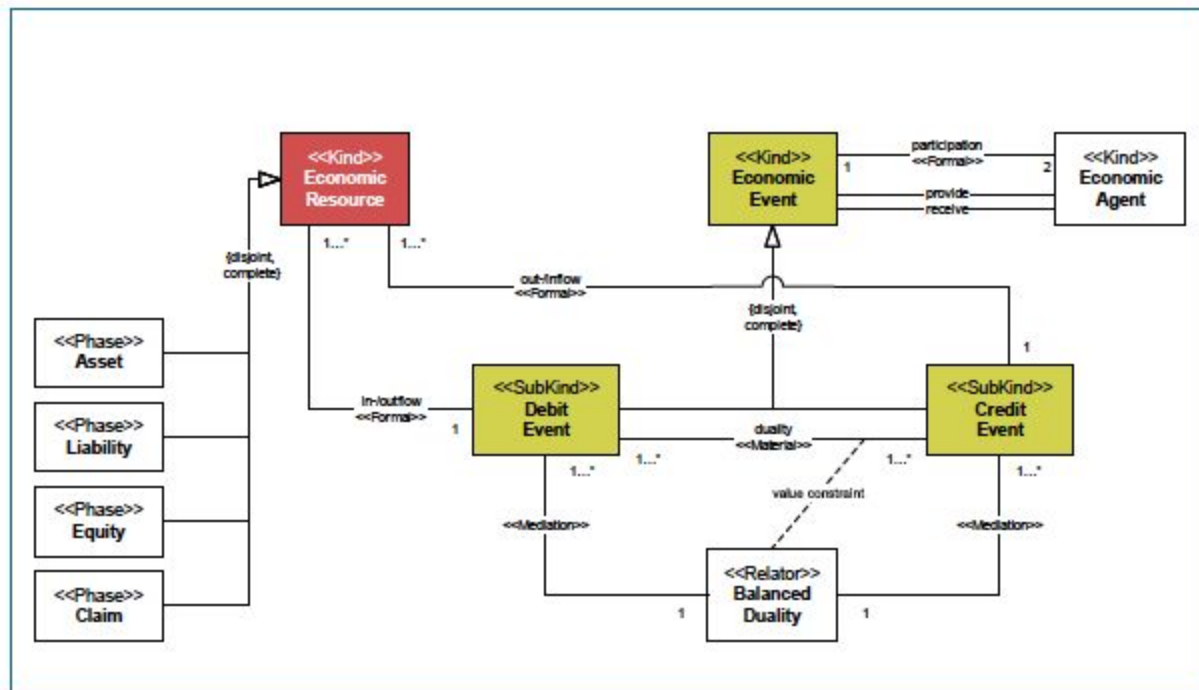 <<Kind>>
Economic
Resource
<<Kind>>
Economic
Event
participation
<<Formal>>
1
2
provide
receive
<<Kind>>
Economic
Agent
1...*
1...*
{disjoint,
complete}
out-/inflow
<<Formal>>
{disjoint,
complete}
1
<<Phase>>
Asset
<<Phase>>
Liability
<<Phase>>
Equity
<<Phase>>
Claim
in-/outflow
<<Formal>>
1
<<SubKind>>
Debit
Event
duality
<<Material>>
<<SubKind>>
Credit
Event
1...*
1...*
1...*
1...*
value constraint
<<Mediation>>
<<Mediation>>
<<Relator>>
Balanced
Duality
1
1